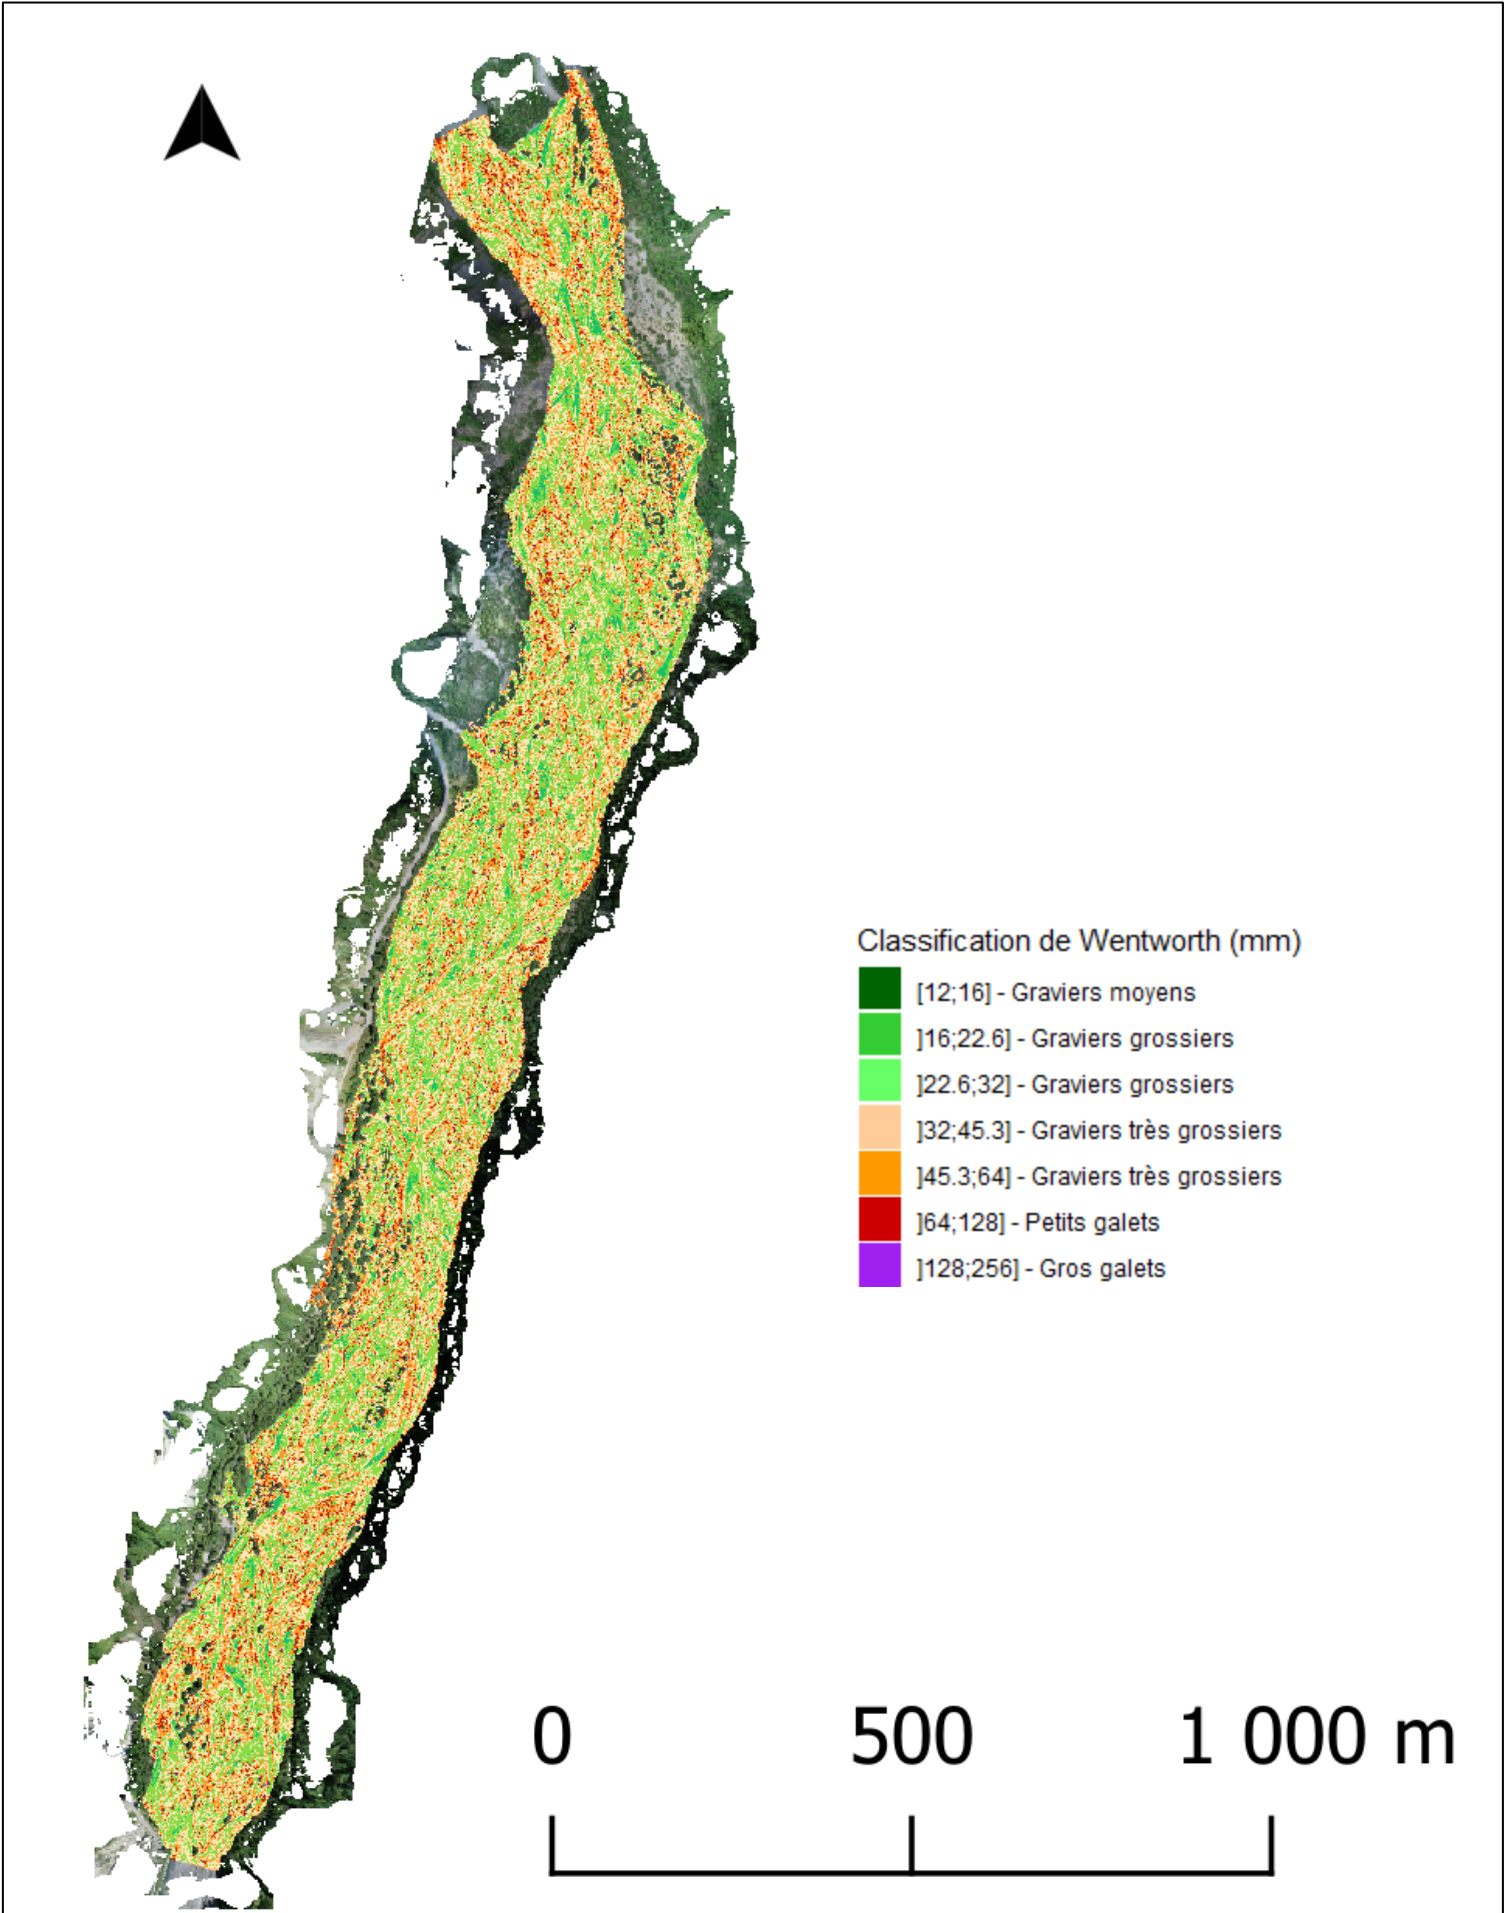 Classification de Wentworth (mm)
[12;16] - Graviers moyens
]16;22.6] - Graviers grossiers
]22.6;32] - Graviers grossiers
]32;45.3] - Graviers très grossiers
]45.3;64] - Graviers très grossiers
]64;128] - Petits galets
]128;256] - Gros galets
0 500 1 000 m